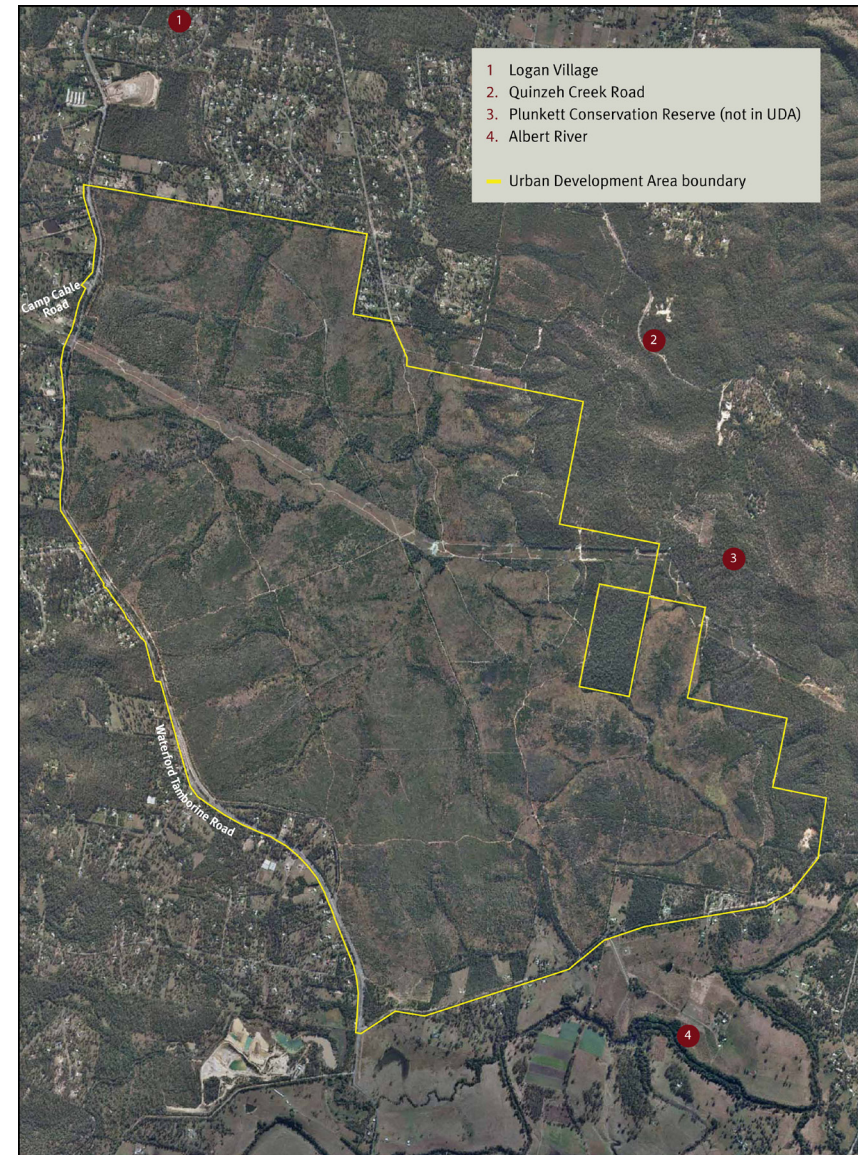 1
1 Logan Village
2. Quinzeh Creek Road
3. Plunkett Conservation Reserve (not in UDA)
4. Albert River
Urban Development Area boundary
Camp Cable
Road
2
3
Waterford Tamborine Road
4